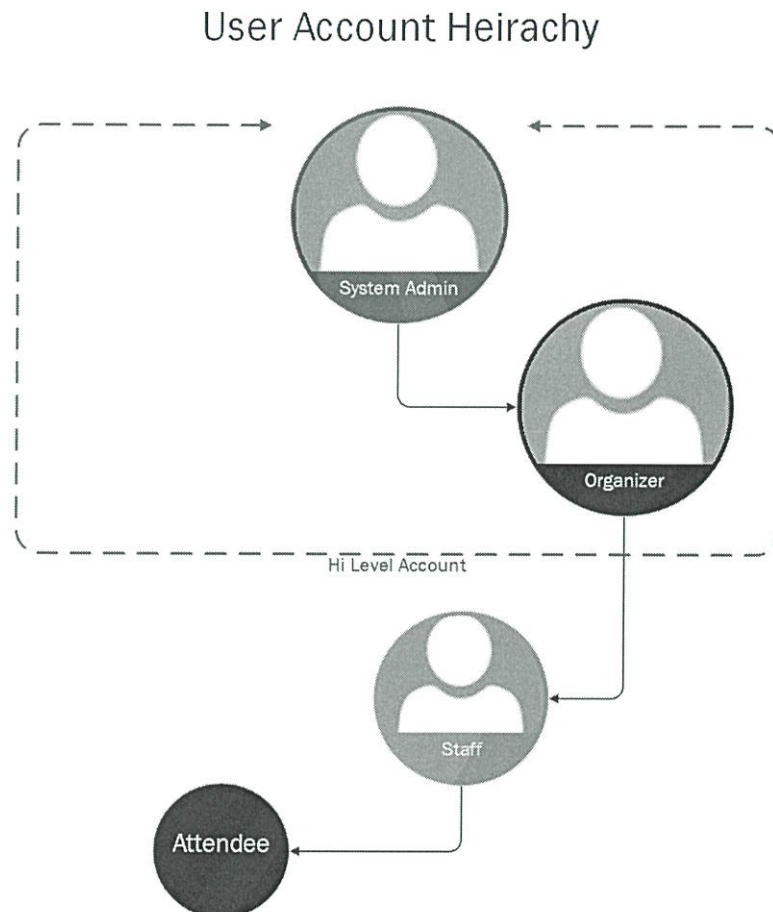 User Account Heirachy
System Admin
Organizer
Hi Level Account
Staff
Attendee